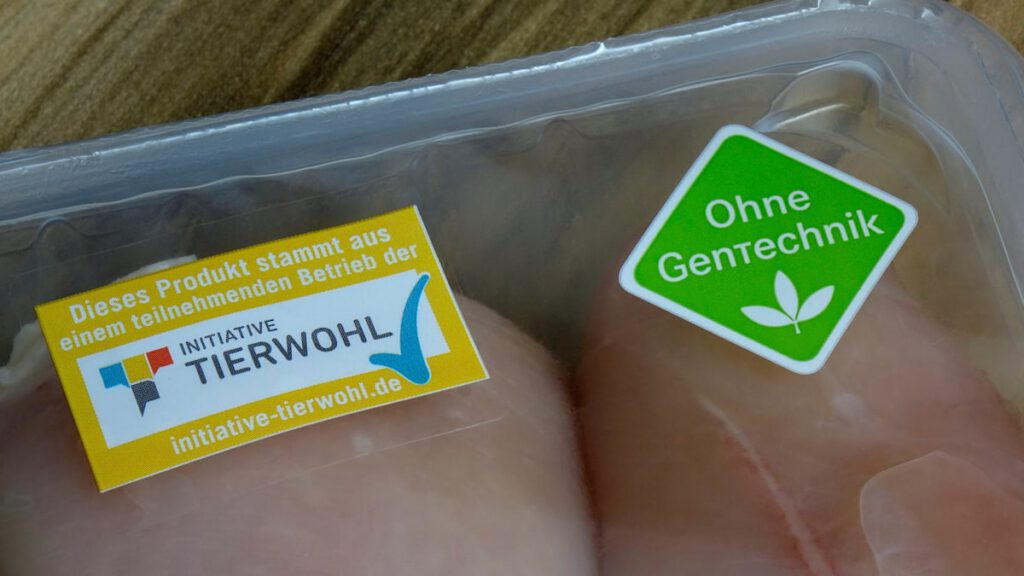 Dieses Produkt stammt aus
einem teilnehmenden Betrieb der
INITIATIVE
TIERWOHL
initiative-tierwohl.de
Ohne
GenTechnik